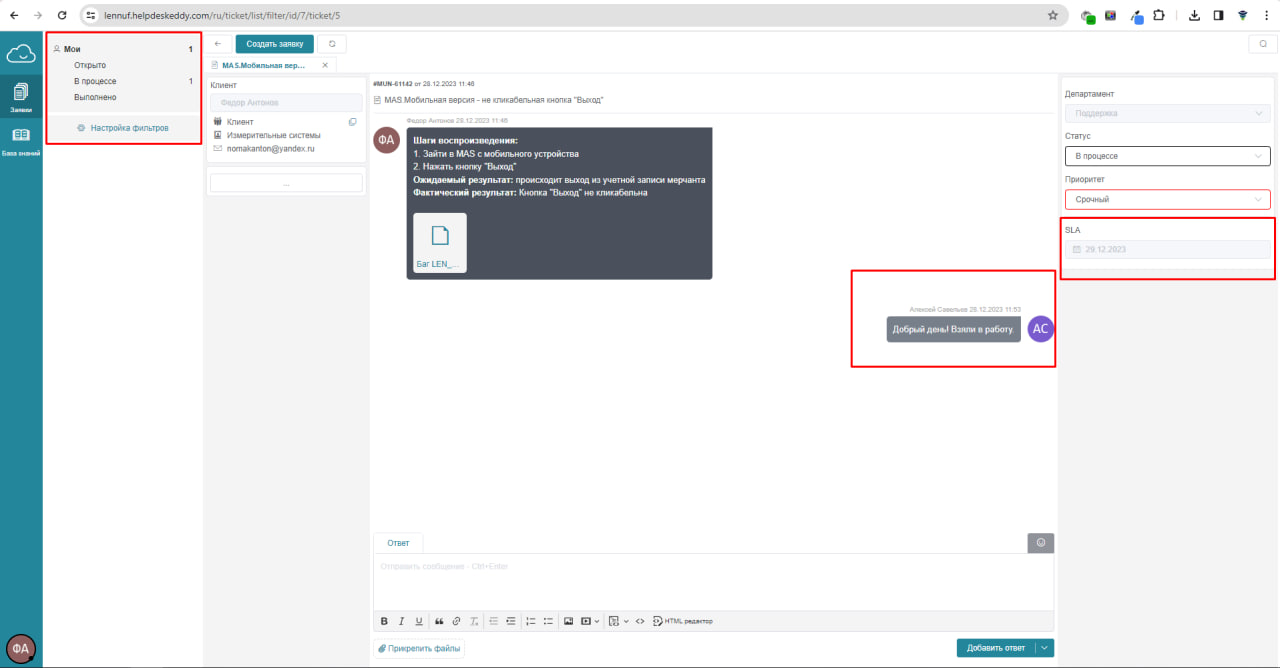 lennuf.helpdeskeddy.com/ru/ticket/list/filter/id/7/ticket/5
Заявки
База знаний
ФА
Мои 1
Открыто
В процессе 1
Выполнено
Настройка фильтров
Создать заявку
MAS.Мобильная вер...
Клиент
Федор Антонов
Клиент
Измерительные системы
nomakanton@yandex.ru
...
#MUN-61142 от 28.12.2023 11:46
MAS.Мобильная версия - не кликабельная кнопка "Выход"
Федор Антонов 28.12.2023 11:46
ФА
Шаги воспроизведения:
1. Зайти в MAS с мобильного устройства
2. Нажать кнопку "Выход"
Ожидаемый результат: происходит выход из учетной записи мерчанта
Фактический результат: Кнопка "Выход" не кликабельна
Баг LEN_...
Алексей Савельев 28.12.2023 11:53
Добрый день! Взяли в работу.
АС
Ответ
Отправить сообщение - Ctrl+Enter
HTML редактор
Прикрепить файлы
Добавить ответ
Департамент
Поддержка
Статус
В процессе
Приоритет
Срочный
SLA
29.12.2023